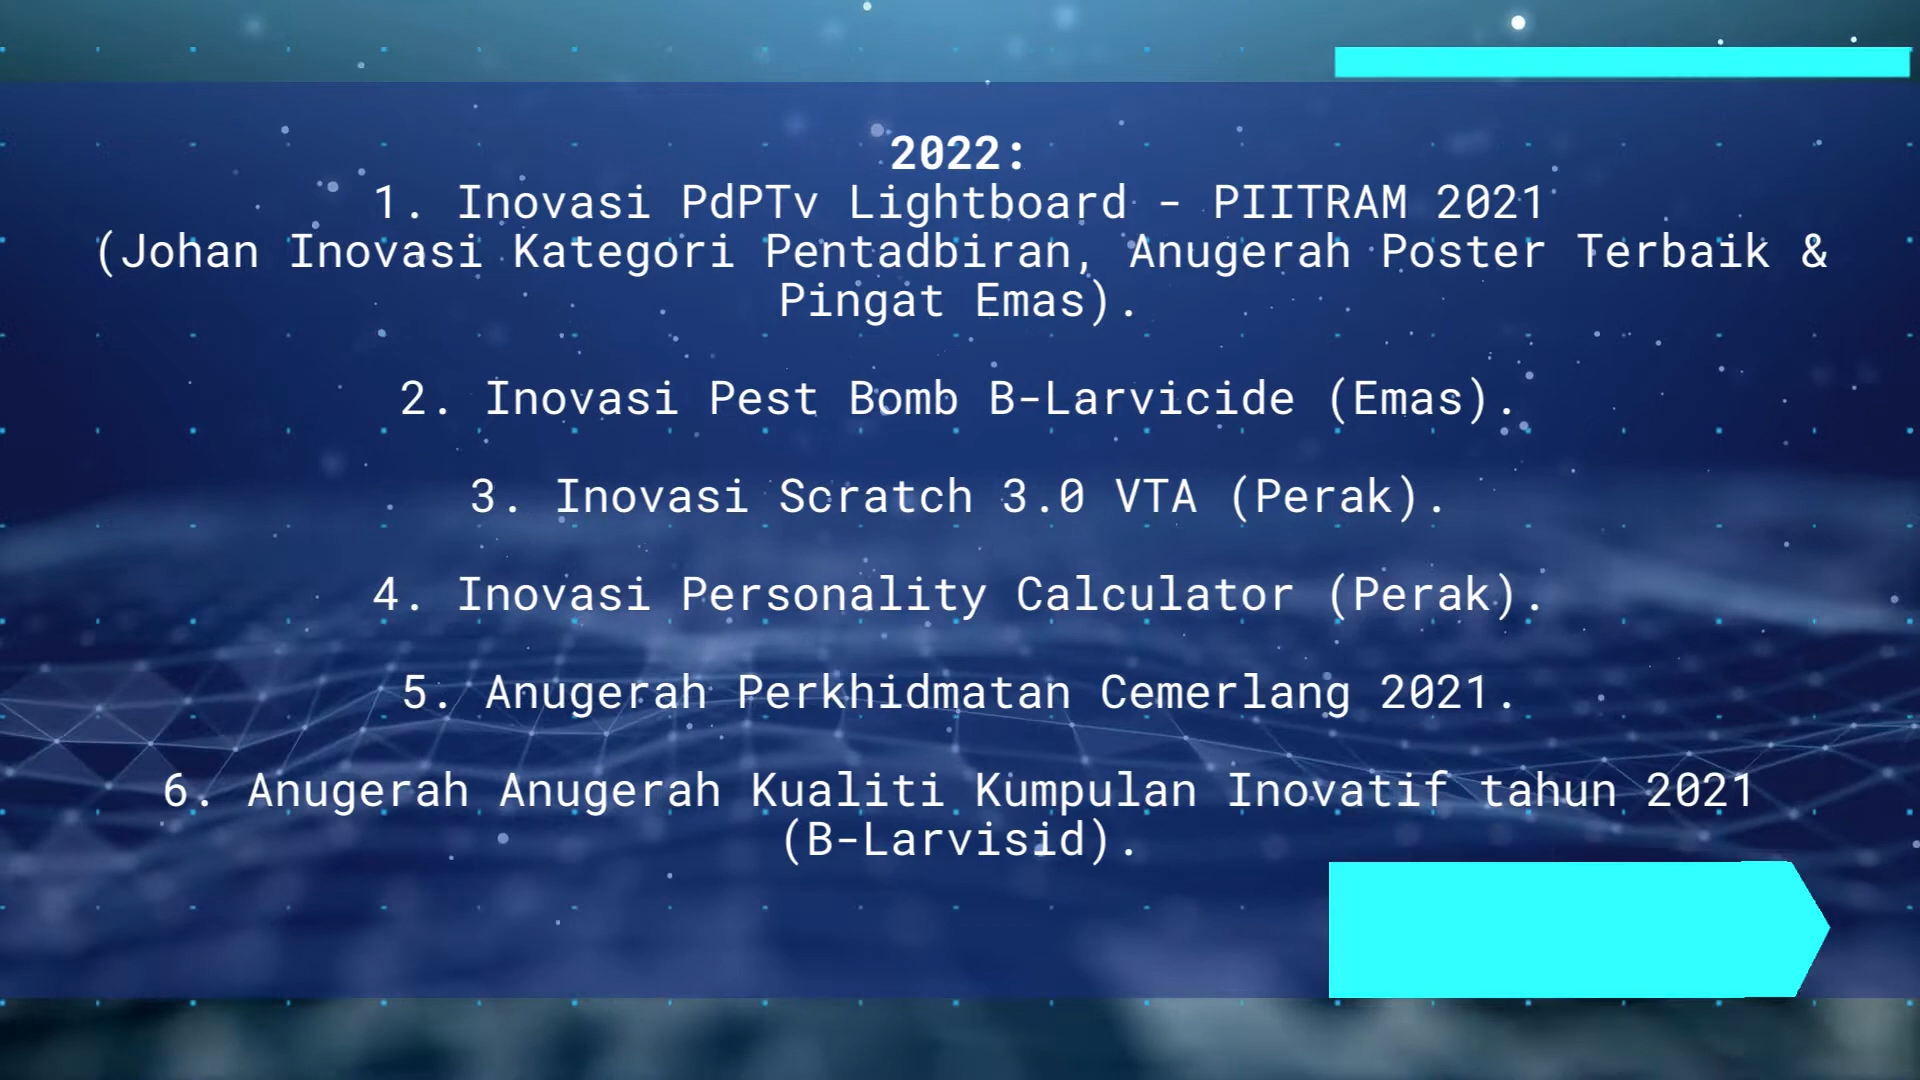 2022:
1. Inovasi PdPTv Lightboard - PIITRAM 2021
(Johan Inovasi Kategori Pentadbiran, Anugerah Poster Terbaik &
Pingat Emas).
2. Inovasi Pest Bomb B-Larvicide (Emas).
3. Inovasi Scratch 3.0 VTA (Perak).
4. Inovasi Personality Calculator (Perak).
5. Anugerah Perkhidmatan Cemerlang 2021.
6. Anugerah Anugerah Kualiti Kumpulan Inovatif tahun 2021
(B-Larvisid).